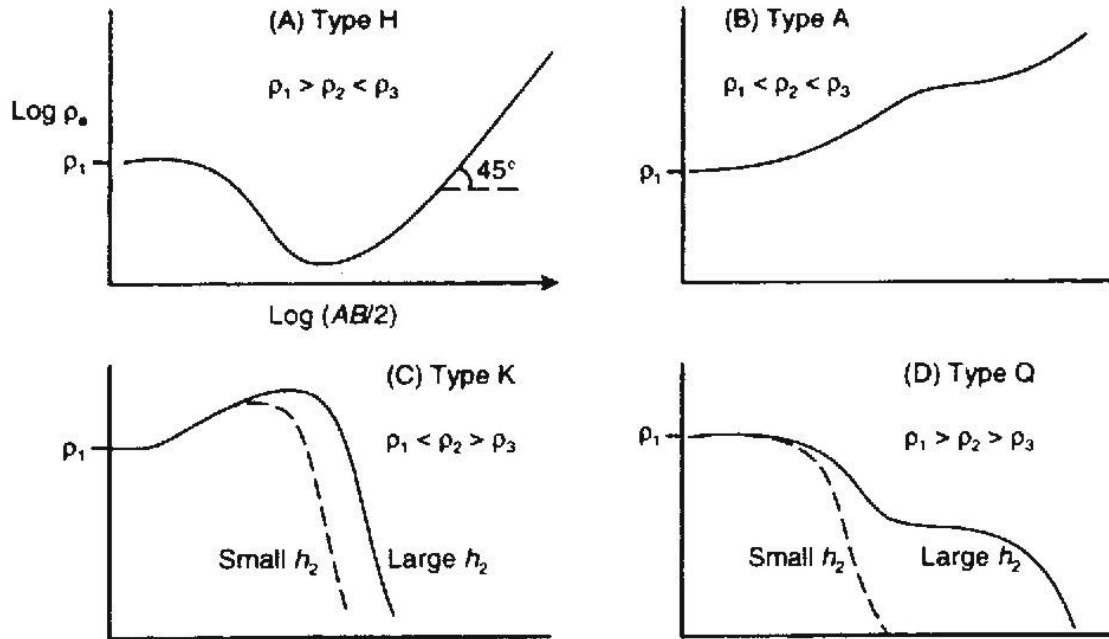 (A) Type H
ρ₁ > ρ₂ < ρ₃
Log ρₐ
ρ₁
45°
Log (AB/2)
(B) Type A
ρ₁ < ρ₂ < ρ₃
ρ₁
(C) Type K
ρ₁ < ρ₂ > ρ₃
ρ₁
Small h₂
Large h₂
(D) Type Q
ρ₁ > ρ₂ > ρ₃
ρ₁
Small h₂
Large h₂